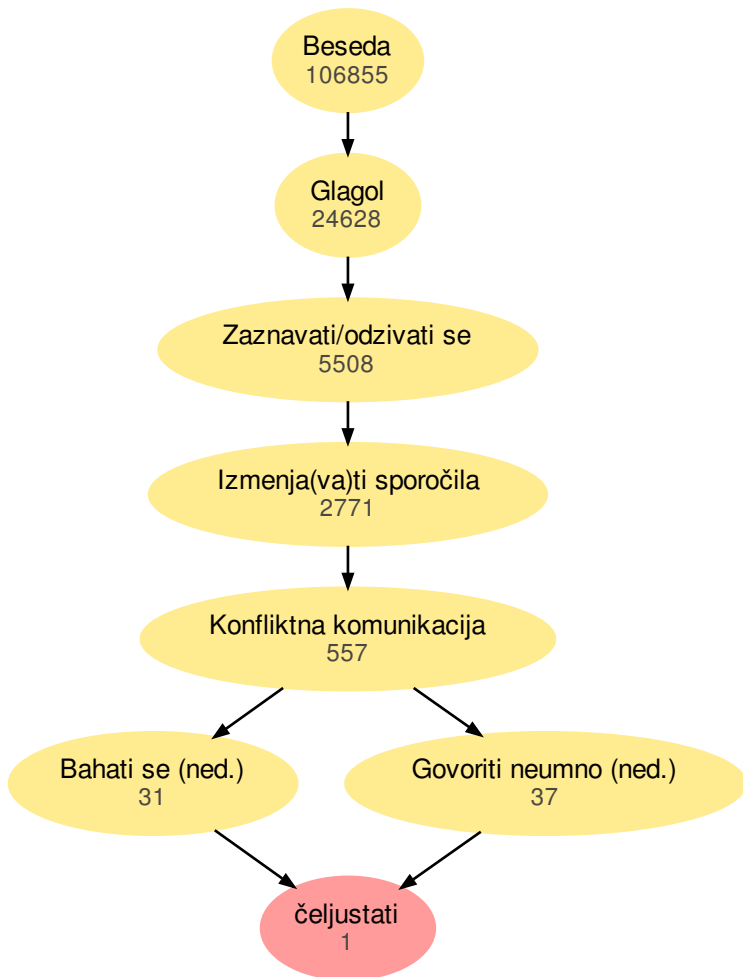 Beseda
106855
Glagol
24628
Zaznavati/odzivati se
5508
Izmenja(va)ti sporočila
2771
Konfliktna komunikacija
557
Bahati se (ned.)
31
Govoriti neumno (ned.)
37
čeljustati
1